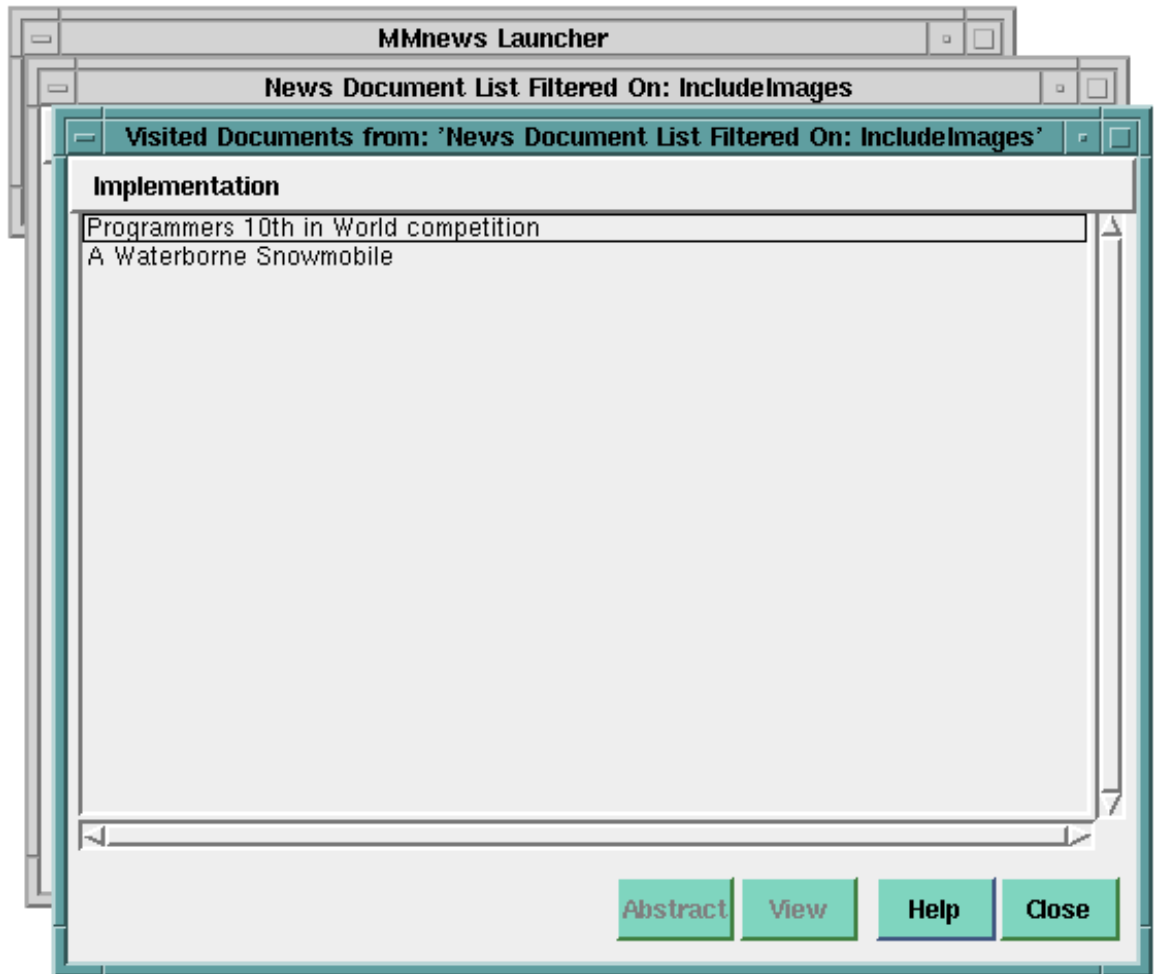 MMnews Launcher
News Document List Filtered On: IncludeImages
Visited Documents from: 'News Document List Filtered On: IncludeImages'
Implementation
Programmers 10th in World competition
A Waterborne Snowmobile
Abstract View Help Close